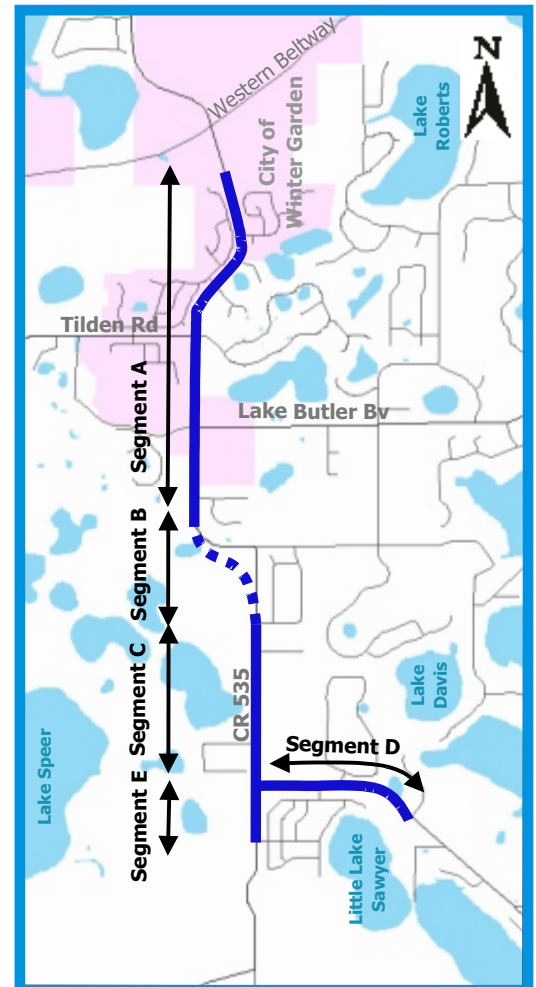 N
Western Beltway
City of
Winter Garden
Lake
Roberts
Tilden Rd
Segment A
Lake Butler Bv
Segment B
Segment C
CR 535
Lake
Davis
Segment D
Lake Speer
Segment E
Little Lake
Sawyer